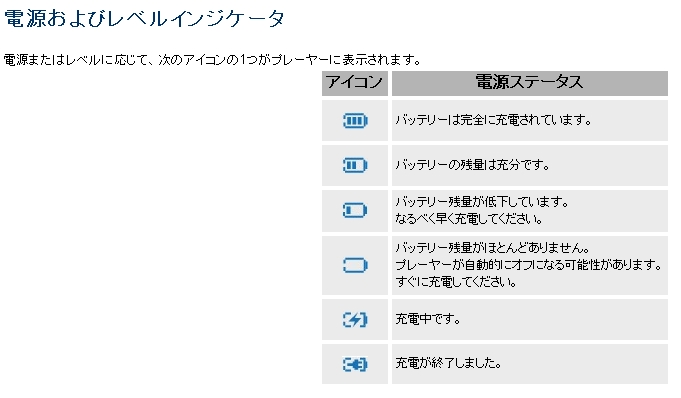 電源およびレベルインジケータ
電源またはレベルに応じて、次のアイコンの1つがプレーヤーに表示されます。
アイコン 電源ステータス
バッテリーは完全に充電されています。
バッテリーの残量は充分です。
バッテリー残量が低下しています。
なるべく早く充電してください。
バッテリー残量がほとんどありません。
プレーヤーが自動的にオフになる可能性があります。
すぐに充電してください。
充電中です。
充電が終了しました。